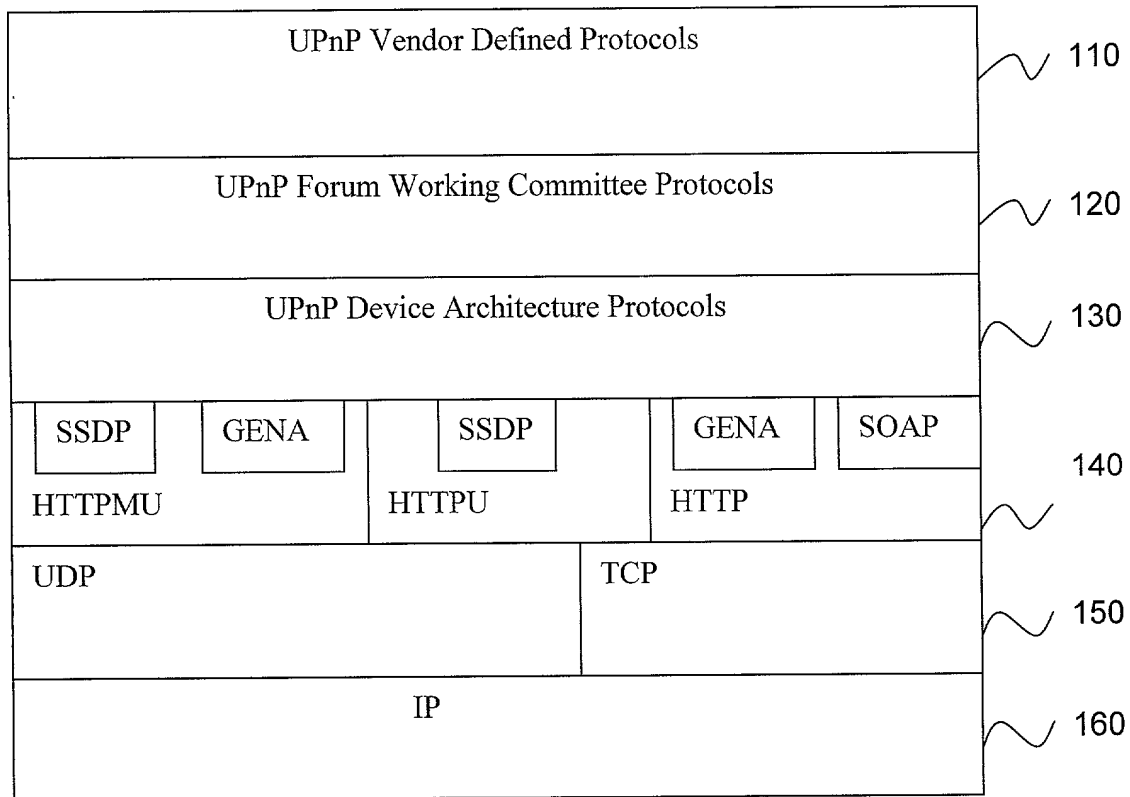 UPnP Vendor Defined Protocols
110
UPnP Forum Working Committee Protocols
120
UPnP Device Architecture Protocols
130
SSDP GENA SSDP GENA SOAP
140
HTTPMU HTTPU HTTP
UDP TCP
150
IP
160